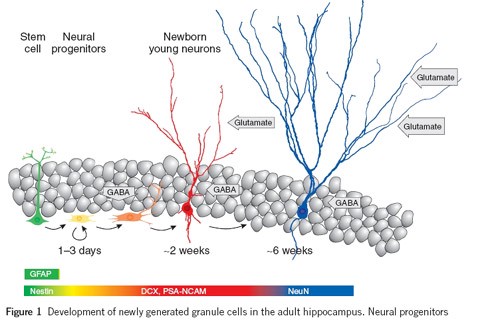 Stem
cell
Neural
progenitors
Newborn
young neurons
Glutamate
Glutamate
Glutamate
GABA
GABA
GABA
1–3 days
~2 weeks
~6 weeks
GFAP
Nestin
DCX, PSA-NCAM
NeuN
Figure 1 Development of newly generated granule cells in the adult hippocampus. Neural progenitors